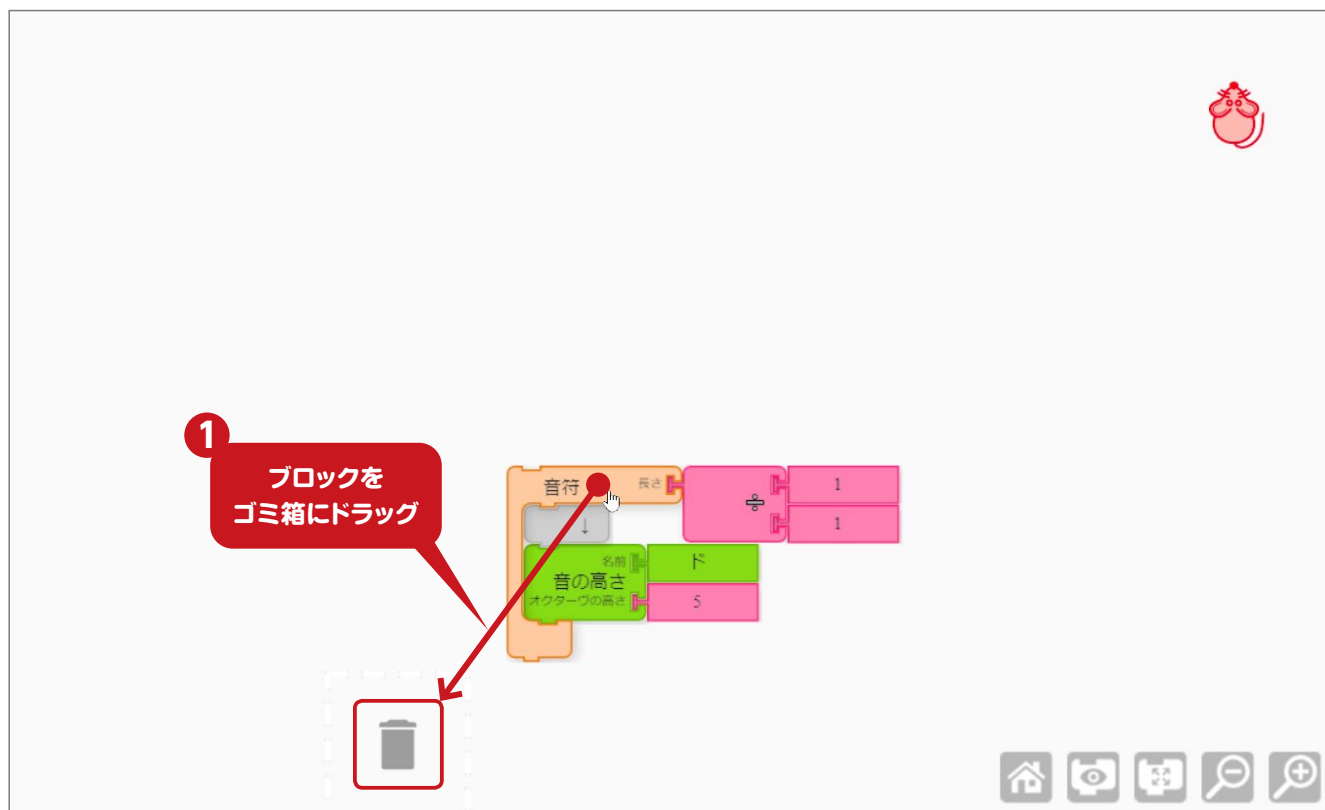 1
ブロックを
ゴミ箱にドラッグ
音符 長さ
÷
1
1
↓
名前 ド
音の高さ
オクターヴの高さ 5